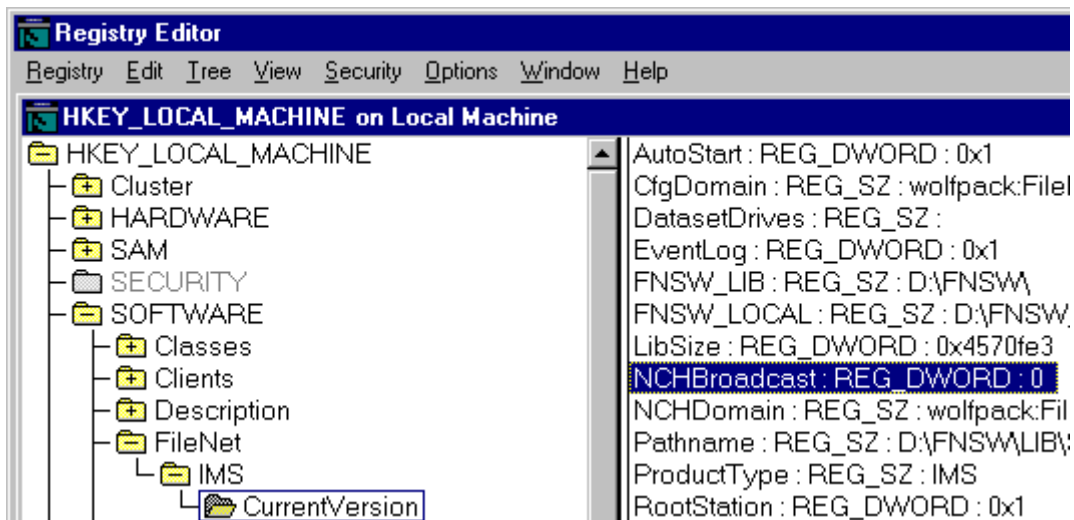 Registry Editor
Registry Edit Tree View Security Options Window Help
HKEY_LOCAL_MACHINE on Local Machine
HKEY_LOCAL_MACHINE
Cluster
HARDWARE
SAM
SECURITY
SOFTWARE
Classes
Clients
Description
FileNet
IMS
CurrentVersion
AutoStart : REG_DWORD : 0x1
CfgDomain : REG_SZ : wolfpack:File
DatasetDrives : REG_SZ :
EventLog : REG_DWORD : 0x1
FNSW_LIB : REG_SZ : D:\FNSW\
FNSW_LOCAL : REG_SZ : D:\FNSW_
LibSize : REG_DWORD : 0x4570fe3
NCHBroadcast : REG_DWORD : 0
NCHDomain : REG_SZ : wolfpack:Fil
Pathname : REG_SZ : D:\FNSW\LIB\
ProductType : REG_SZ : IMS
RootStation : REG_DWORD : 0x1